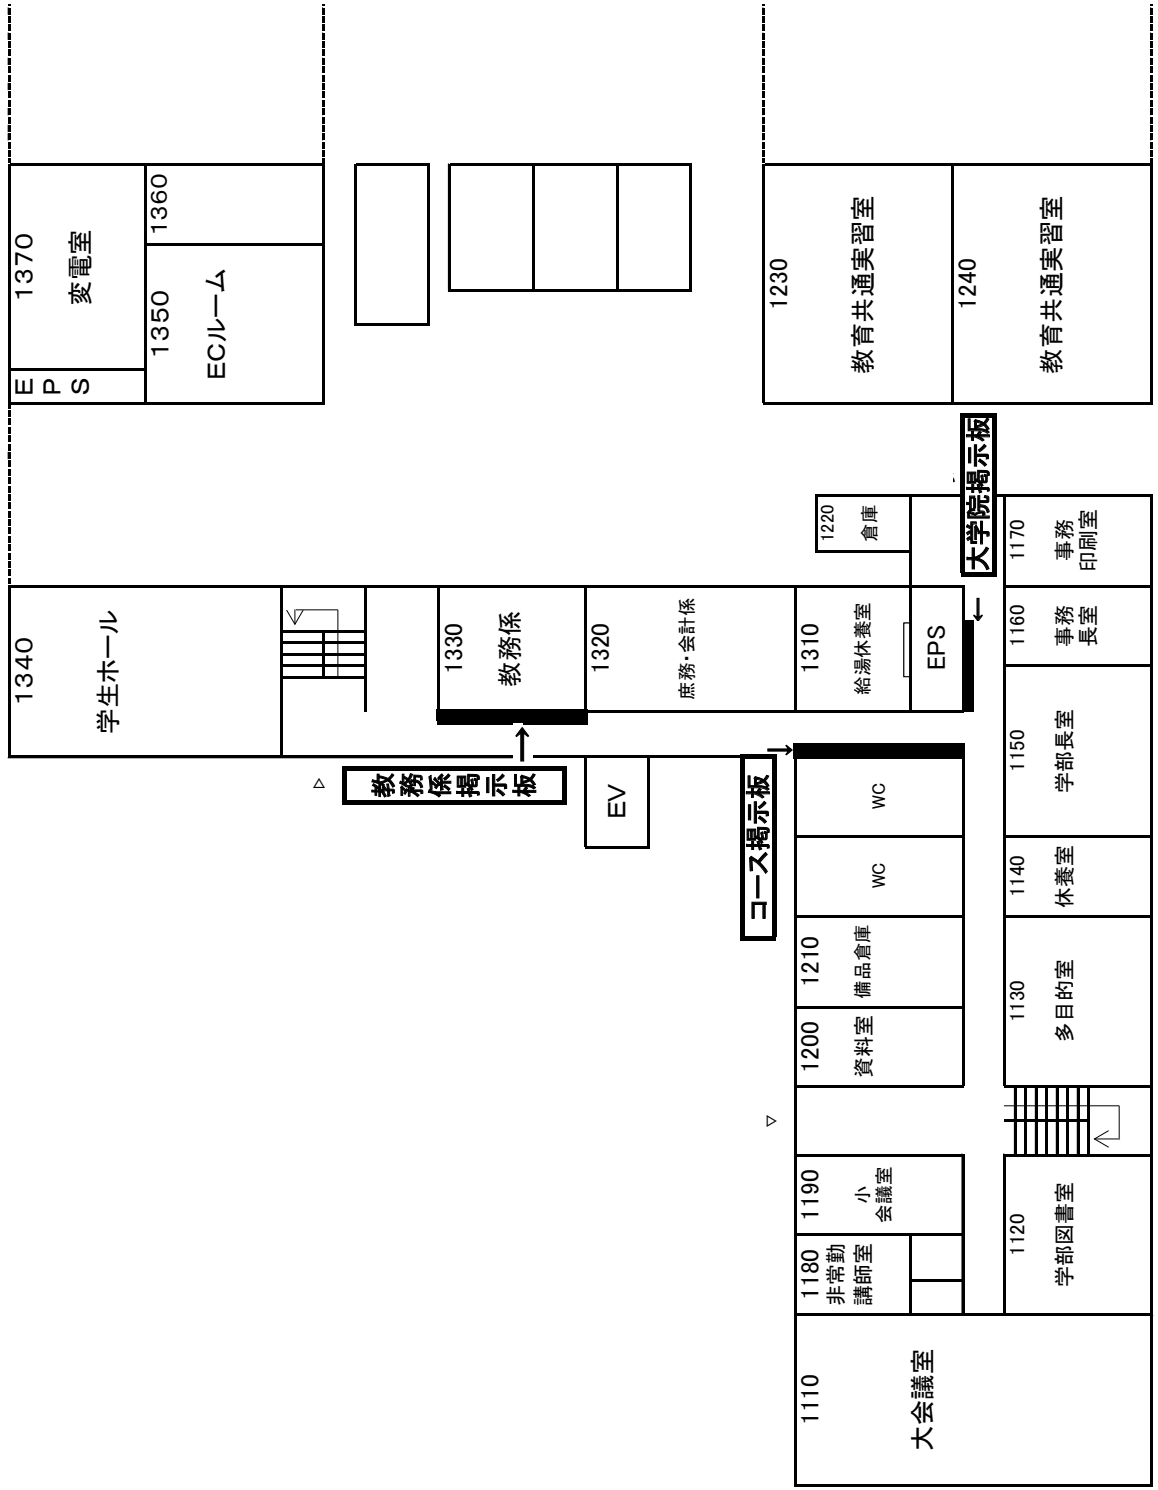 1370
変電室
EPS
1360
1350
ECルーム
1230
教育共通実習室
1240
教育共通実習室
大学院掲示板
1340
学生ホール
1330
教務係
教務係掲示板
1320
庶務・会計係
1310
給湯休養室
EPS
1220
倉庫
1170
事務
印刷室
1160
事務
長室
1150
学部長室
EV
コース掲示板
WC
WC
1140
休養室
1210
備品倉庫
1200
資料室
1130
多目的室
1190
小
会議室
1180
非常勤
講師室
1120
学部図書室
1110
大会議室